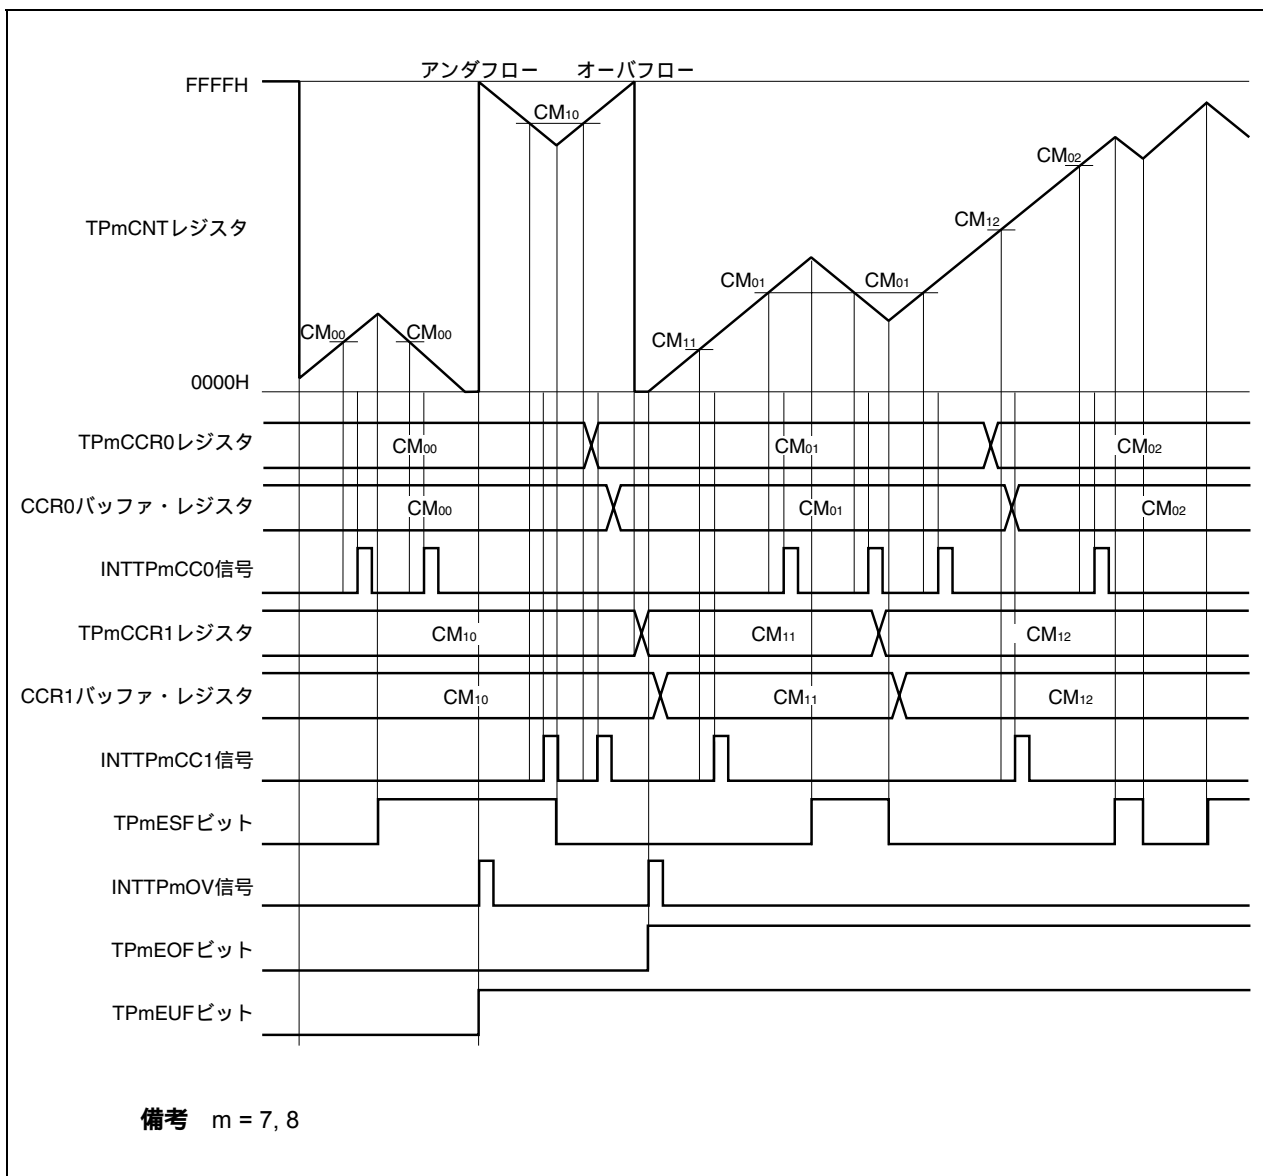 アンダフロー オーバフロー
FFFFH
CM10
CM02
TPmCNTレジスタ
CM12
CM01 CM01
CM00 CM00
CM11
0000H
TPmCCR0レジスタ
CM00 CM01 CM02
CCR0バッファ・レジスタ
CM00 CM01 CM02
INTTPmCC0信号
TPmCCR1レジスタ
CM10 CM11 CM12
CCR1バッファ・レジスタ
CM10 CM11 CM12
INTTPmCC1信号
TPmESFビット
INTTPmOV信号
TPmEOFビット
TPmEUFビット
備考 m = 7, 8